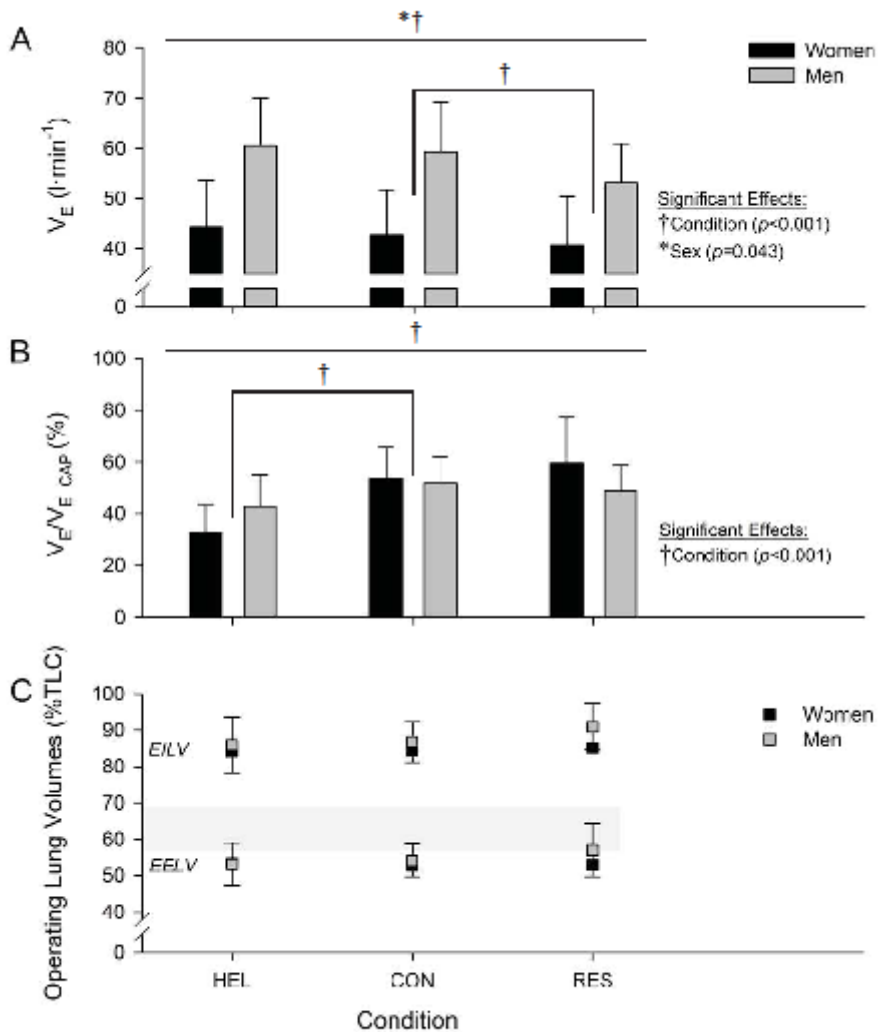 A
*†
80
†
Women
Men
70
60
50
40
0
V_E (l·min⁻¹)
Significant Effects:
†Condition (p<0.001)
*Sex (p=0.043)
B
†
100
†
80
60
40
20
0
V_E/V_E CAP (%)
Significant Effects:
†Condition (p<0.001)
C
100
90
80
70
60
50
40
0
Operating Lung Volumes (%TLC)
EILV
EELV
Women
Men
HEL CON RES
Condition